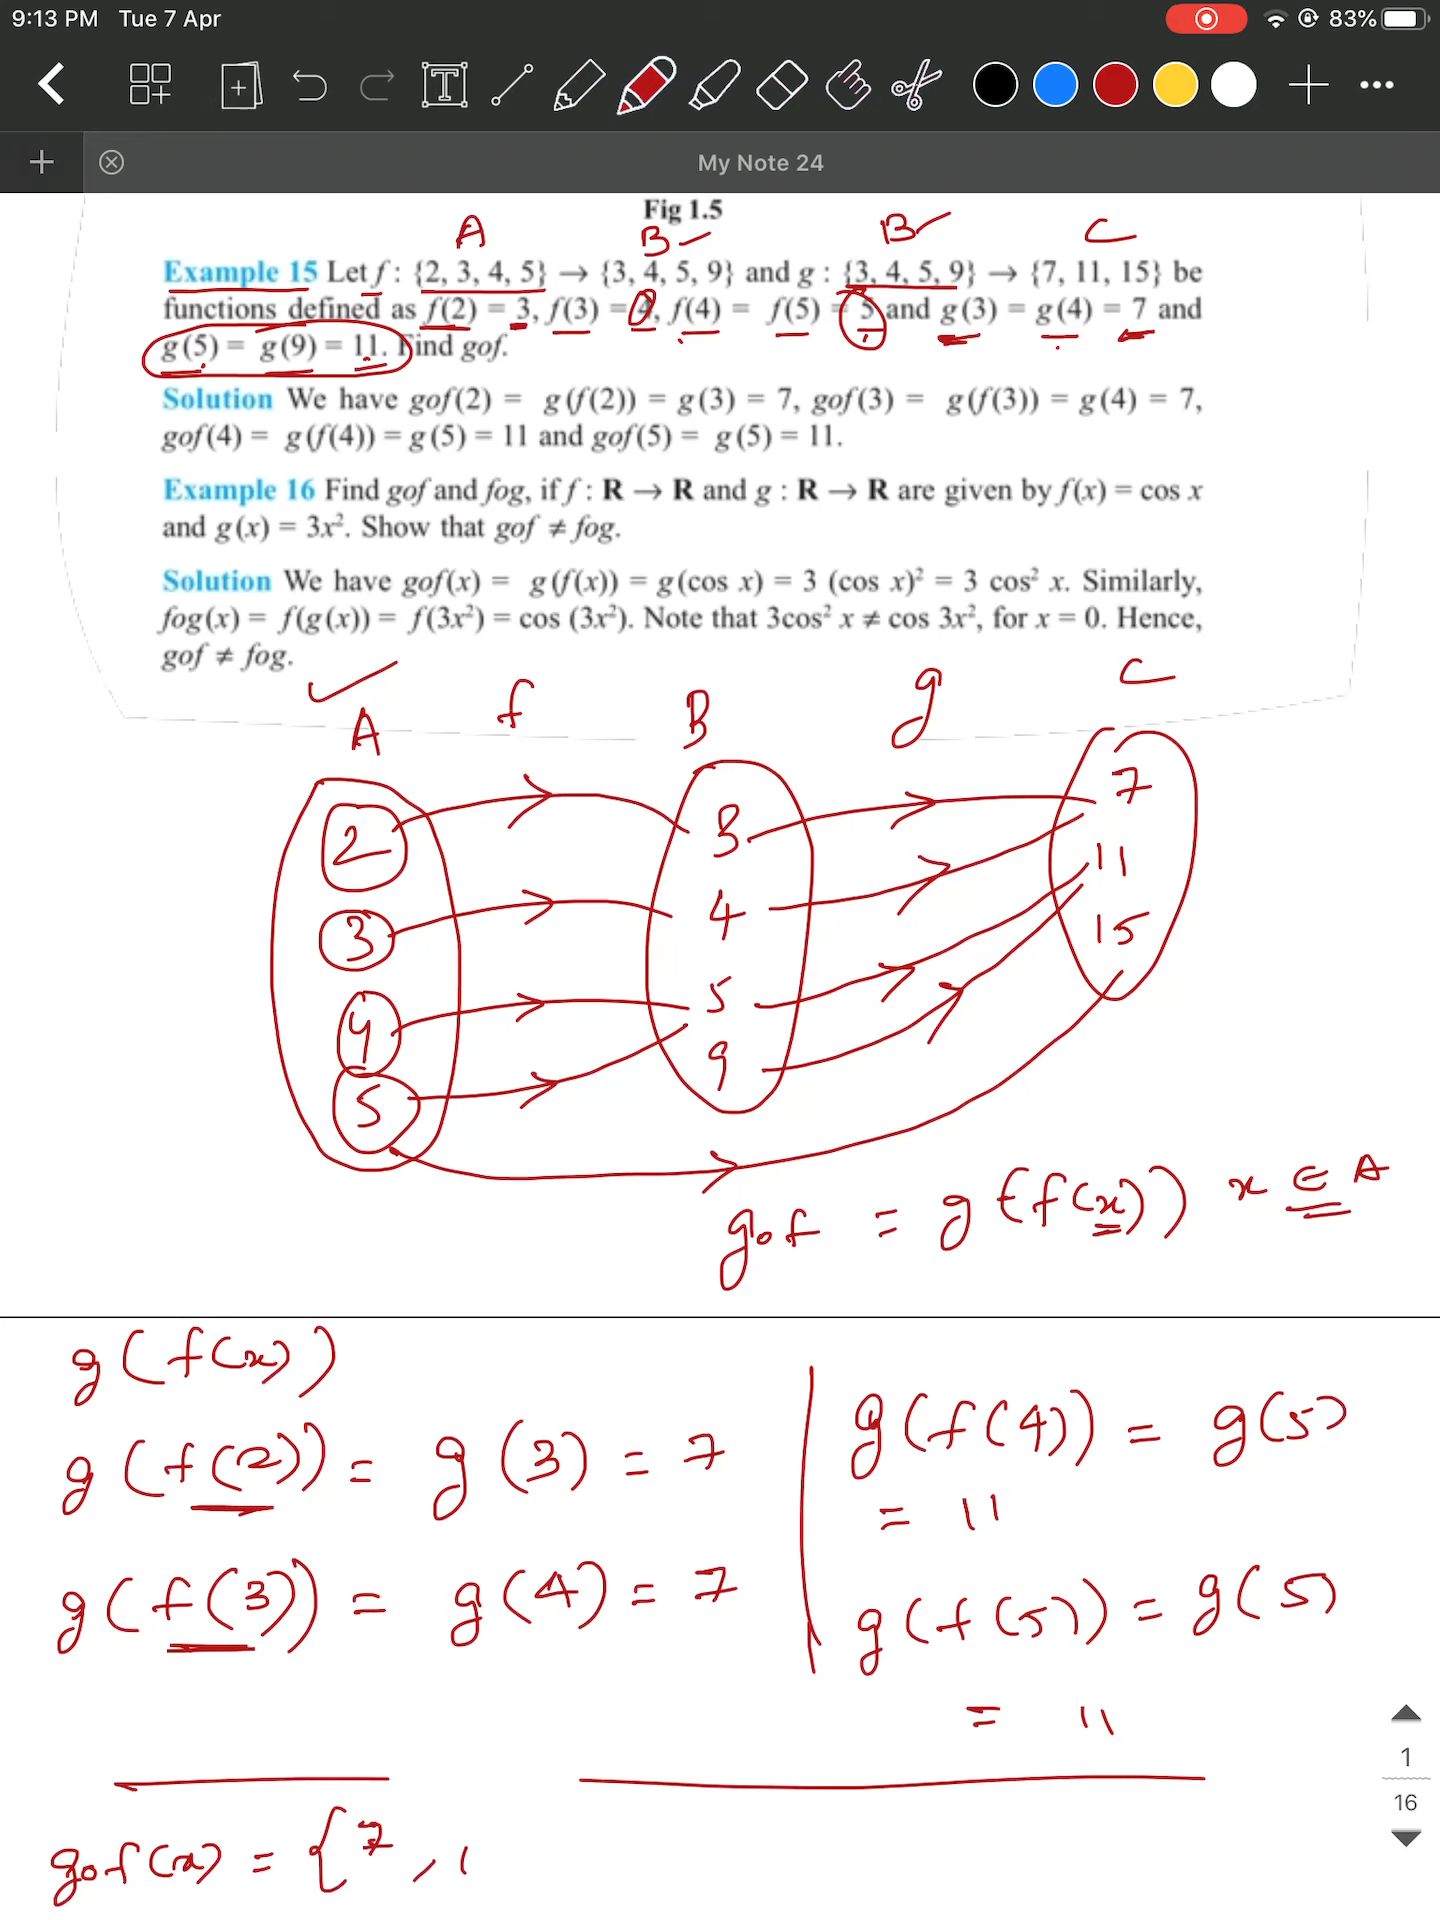 9:13 PM Tue 7 Apr
83%
T
My Note 24
Fig 1.5
A B B C
Example 15 Let f : {2, 3, 4, 5} → {3, 4, 5, 9} and g : {3, 4, 5, 9} → {7, 11, 15} be
functions defined as f(2) = 3, f(3) = 4, f(4) = f(5) = 5 and g(3) = g(4) = 7 and
g(5) = g(9) = 11. Find gof.
Solution We have gof(2) = g(f(2)) = g(3) = 7, gof(3) = g(f(3)) = g(4) = 7,
gof(4) = g(f(4)) = g(5) = 11 and gof(5) = g(5) = 11.
Example 16 Find gof and fog, if f : R → R and g : R → R are given by f(x) = cos x
and g(x) = 3x². Show that gof ≠ fog.
Solution We have gof(x) = g(f(x)) = g(cos x) = 3 (cos x)² = 3 cos² x. Similarly,
fog(x) = f(g(x)) = f(3x²) = cos (3x²). Note that 3cos² x ≠ cos 3x², for x = 0. Hence,
gof ≠ fog.
A f B g C
2 3 7
3 4 11
4 5 15
5 9
gof = g(f(x)) x ∈ A
g(f(x))
g(f(2)) = g(3) = 7
g(f(3)) = g(4) = 7
g(f(4)) = g(5)
= 11
g(f(5)) = g(5)
= 11
gof(x) = {7, 1
1
16